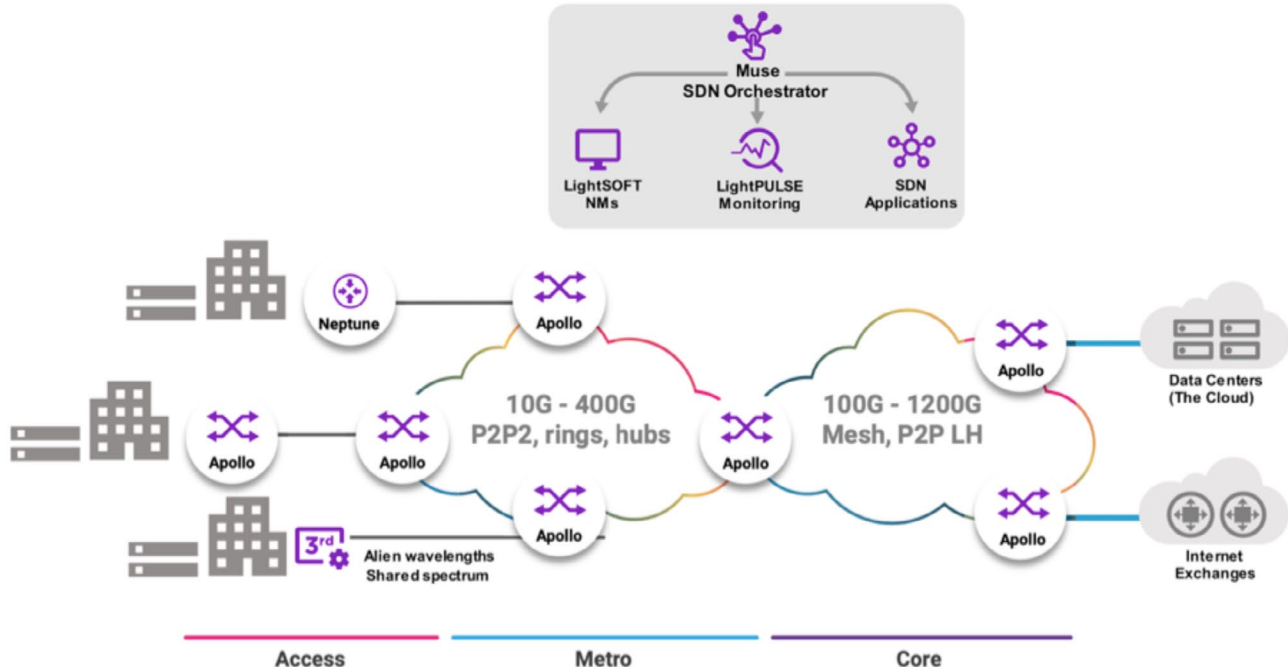 Muse
SDN Orchestrator
LightSOFT
NMs
LightPULSE
Monitoring
SDN
Applications
Neptune
Apollo
Apollo
Data Centers
(The Cloud)
10G - 400G
P2P2, rings, hubs
100G - 1200G
Mesh, P2P LH
Apollo
Apollo
Apollo
Apollo
Apollo
3rd
Alien wavelengths
Shared spectrum
Internet
Exchanges
Access
Metro
Core